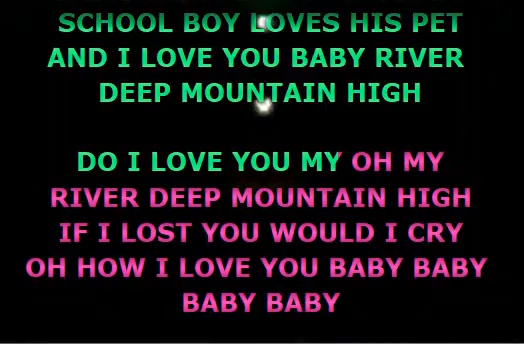 SCHOOL BOY LOVES HIS PET
AND I LOVE YOU BABY RIVER
DEEP MOUNTAIN HIGH
DO I LOVE YOU MY OH MY
RIVER DEEP MOUNTAIN HIGH
IF I LOST YOU WOULD I CRY
OH HOW I LOVE YOU BABY BABY
BABY BABY